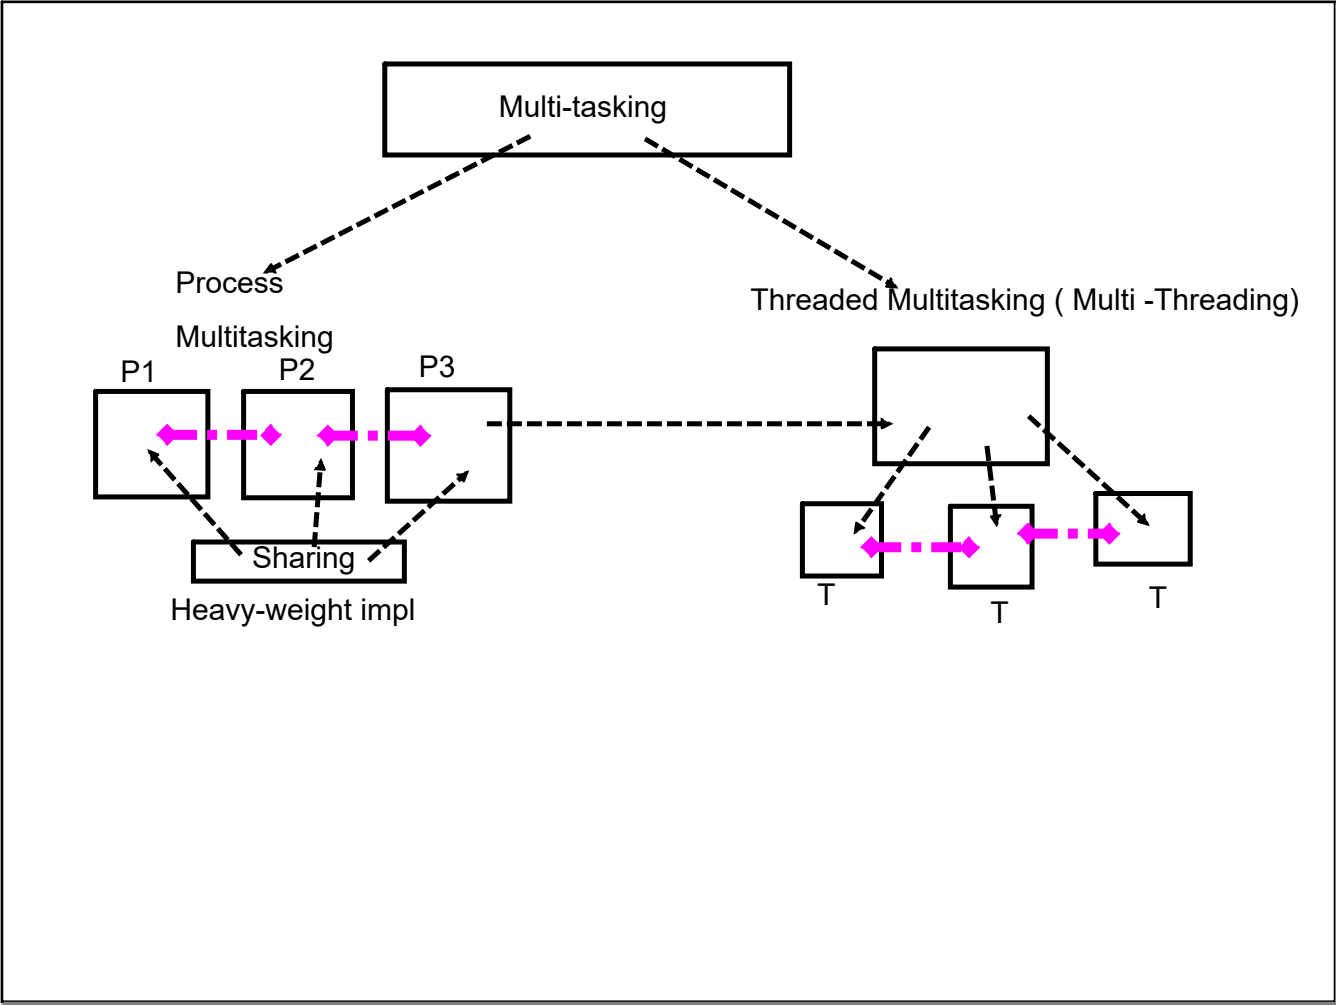 Multi-tasking
Process
Multitasking
Threaded Multitasking ( Multi -Threading)
P1
P2
P3
Sharing
Heavy-weight impl
T
T
T